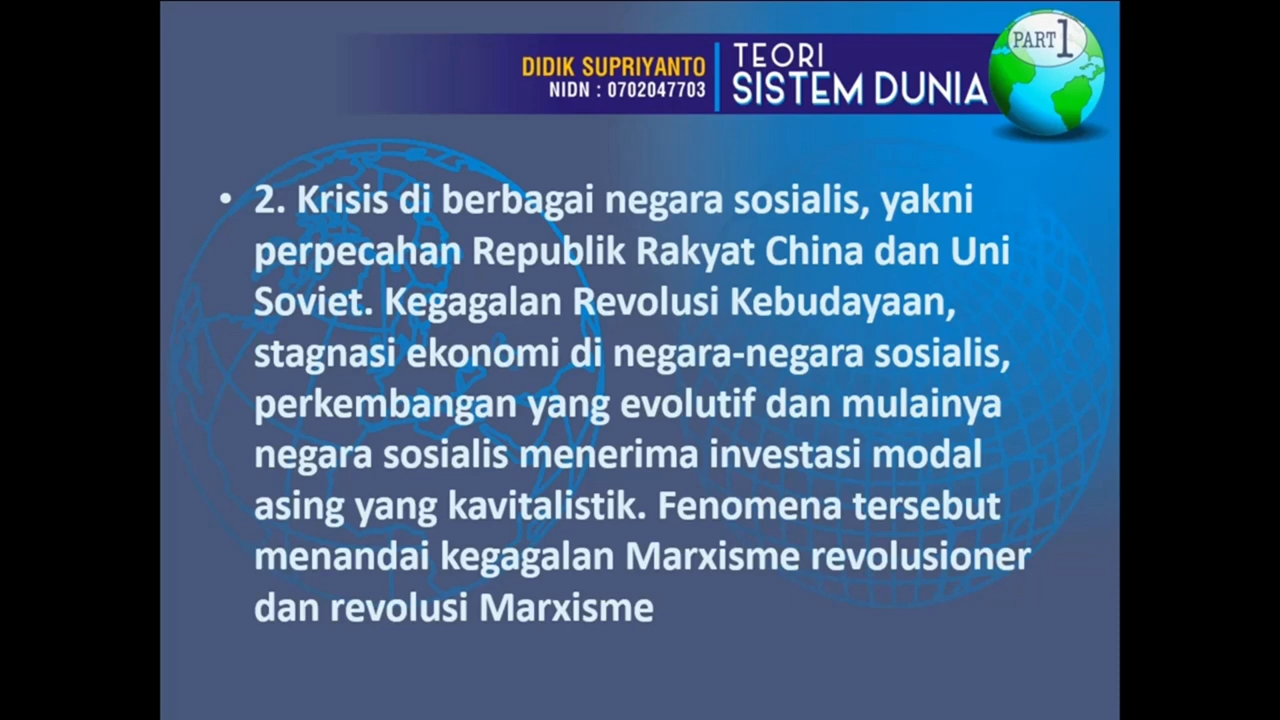 DIDIK SUPRIYANTO
NIDN : 0702047703
TEORI
SISTEM DUNIA
PART 1
• 2. Krisis di berbagai negara sosialis, yakni
perpecahan Republik Rakyat China dan Uni
Soviet. Kegagalan Revolusi Kebudayaan,
stagnasi ekonomi di negara-negara sosialis,
perkembangan yang evolutif dan mulainya
negara sosialis menerima investasi modal
asing yang kavitalistik. Fenomena tersebut
menandai kegagalan Marxisme revolusioner
dan revolusi Marxisme